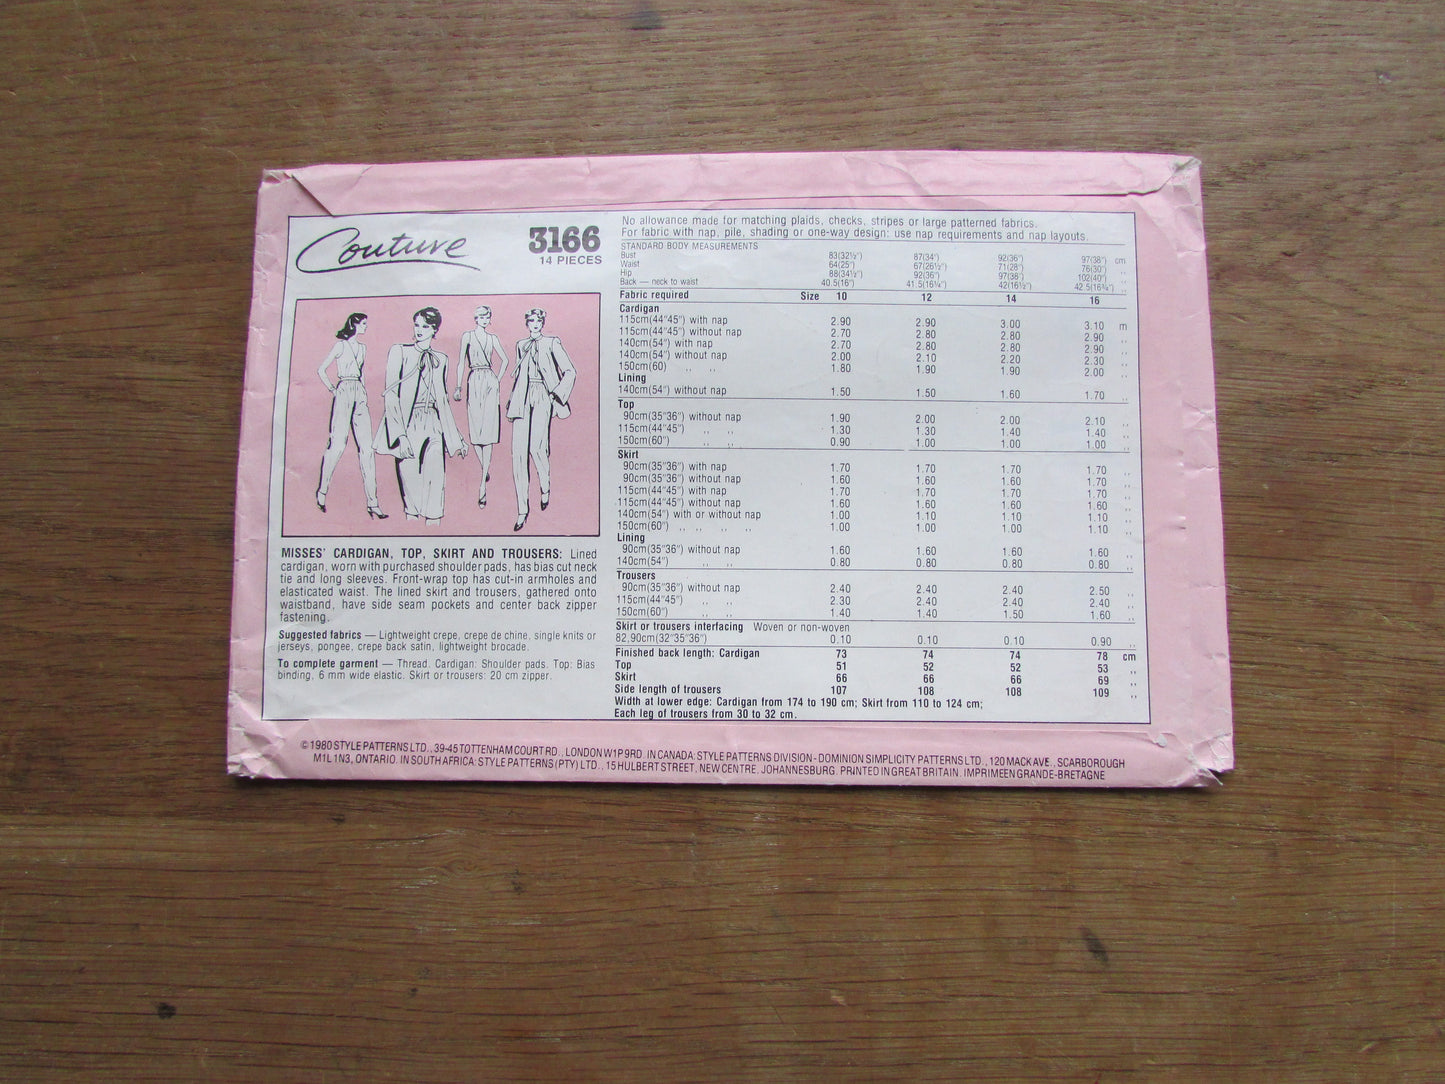 Couture
3166
14 PIECES
MISSES' CARDIGAN, TOP, SKIRT AND TROUSERS: Lined
cardigan, worn with purchased shoulder pads, has bias cut neck
tie and long sleeves. Front-wrap top has cut-in armholes and
elasticated waist. The lined skirt and trousers, gathered onto
waistband, have side seam pockets and center back zipper
fastening.
Suggested fabrics — Lightweight crepe, crepe de chine, single knits or
jerseys, pongee, crepe back satin, lightweight brocade.
To complete garment — Thread. Cardigan: Shoulder pads. Top: Bias
binding, 6 mm wide elastic. Skirt or trousers: 20 cm zipper.
No allowance made for matching plaids, checks, stripes or large patterned fabrics.
For fabric with nap, pile, shading or one-way design: use nap requirements and nap layouts.
STANDARD BODY MEASUREMENTS
Bust 83(32½") 87(34") 92(36") 97(38") cm
Waist 64(25") 67(26½") 71(28") 76(30") ,,
Hip 88(34½") 92(36") 97(38") 102(40") ,,
Back — neck to waist 40.5(16") 41.5(16¼") 42(16½") 42.5(16¾") ,,
Fabric required Size 10 12 14 16
Cardigan
115cm(44"45") with nap 2.90 2.90 3.00 3.10 m
115cm(44"45") without nap 2.70 2.80 2.80 2.90 ,,
140cm(54") with nap 2.70 2.80 2.80 2.90 ,,
140cm(54") without nap 2.00 2.10 2.20 2.30 ,,
150cm(60) ,, ,, 1.80 1.90 1.90 2.00 ,,
Lining
140cm(54") without nap 1.50 1.50 1.60 1.70 ,,
Top
90cm(35"36") without nap 1.90 2.00 2.00 2.10 ,,
115cm(44"45") ,, ,, 1.30 1.30 1.40 1.40 ,,
150cm(60") ,, ,, 0.90 1.00 1.00 1.00 ,,
Skirt
90cm(35"36") with nap 1.70 1.70 1.70 1.70 ,,
90cm(35"36") without nap 1.60 1.60 1.60 1.70 ,,
115cm(44"45") with nap 1.70 1.70 1.70 1.70 ,,
115cm(44"45") without nap 1.60 1.60 1.60 1.60 ,,
140cm(54") with or without nap 1.00 1.10 1.10 1.10 ,,
150cm(60") ,, ,, ,, ,, 1.00 1.00 1.00 1.10 ,,
Lining
90cm(35"36") without nap 1.60 1.60 1.60 1.60 ,,
140cm(54") ,, ,, 0.80 0.80 0.80 0.80 ,,
Trousers
90cm(35"36") without nap 2.40 2.40 2.40 2.50 ,,
115cm(44"45") ,, ,, 2.30 2.40 2.40 2.40 ,,
150cm(60") ,, ,, 1.40 1.40 1.50 1.60 ,,
Skirt or trousers interfacing Woven or non-woven
82,90cm(32"35"36") 0.10 0.10 0.10 0.90 ,,
Finished back length: Cardigan 73 74 74 78 cm
Top 51 52 52 53 ,,
Skirt 66 66 66 69 ,,
Side length of trousers 107 108 108 109 ,,
Width at lower edge: Cardigan from 174 to 190 cm; Skirt from 110 to 124 cm;
Each leg of trousers from 30 to 32 cm.
© 1980 STYLE PATTERNS LTD., 39-45 TOTTENHAM COURT RD., LONDON W1P 9RD. IN CANADA: STYLE PATTERNS DIVISION - DOMINION SIMPLICITY PATTERNS LTD., 120 MACK AVE., SCARBOROUGH
M1L 1N3, ONTARIO. IN SOUTH AFRICA: STYLE PATTERNS (PTY) LTD., 15 HULBERT STREET, NEW CENTRE, JOHANNESBURG. PRINTED IN GREAT BRITAIN. IMPRIME EN GRANDE-BRETAGNE